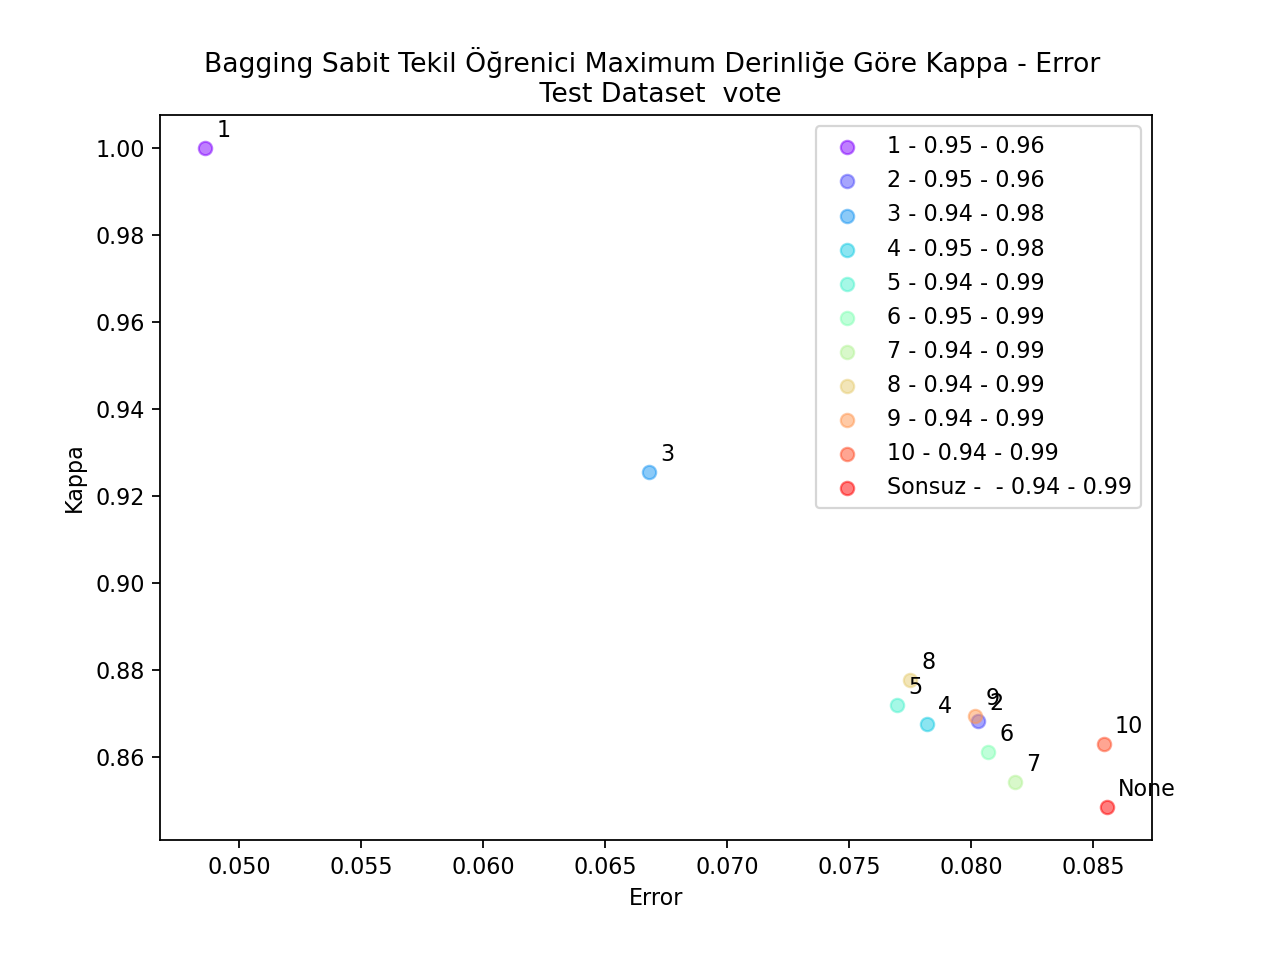 Bagging Sabit Tekil Öğrenici Maximum Derinliğe Göre Kappa - Error
Test Dataset  vote
1
1.00
0.98
0.96
0.94
0.92
0.90
0.88
0.86
Kappa
1 - 0.95 - 0.96
2 - 0.95 - 0.96
3 - 0.94 - 0.98
4 - 0.95 - 0.98
5 - 0.94 - 0.99
6 - 0.95 - 0.99
7 - 0.94 - 0.99
8 - 0.94 - 0.99
9 - 0.94 - 0.99
10 - 0.94 - 0.99
Sonsuz -  - 0.94 - 0.99
3
8
5
4
9
2
6
10
7
None
0.050
0.055
0.060
0.065
0.070
0.075
0.080
0.085
Error